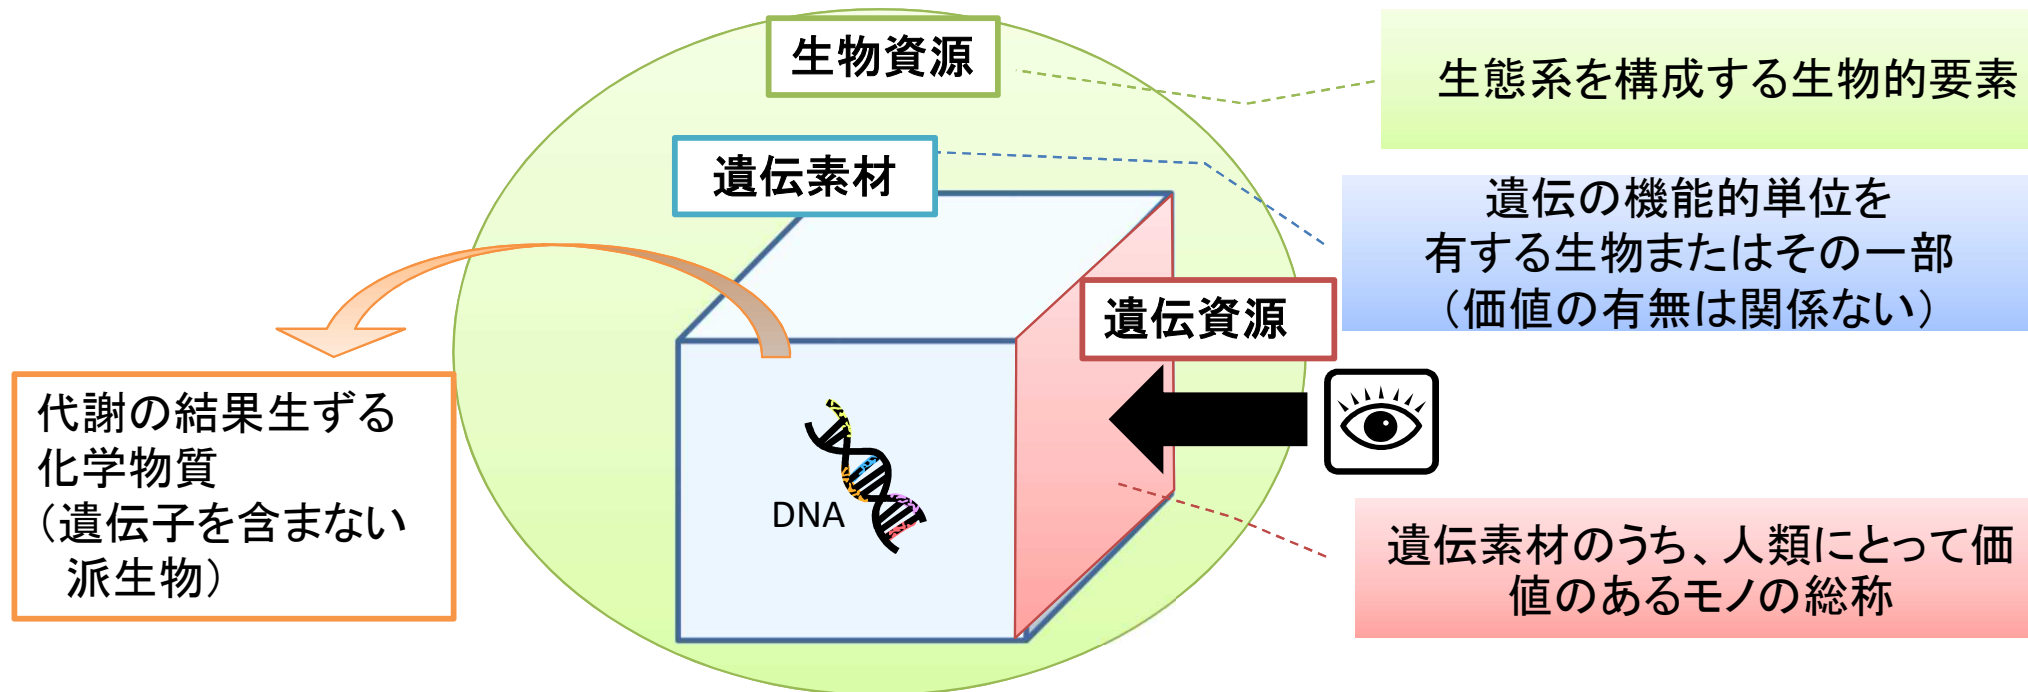 生物資源
生態系を構成する生物的要素
遺伝素材
遺伝の機能的単位を
有する生物またはその一部
（価値の有無は関係ない）
遺伝資源
代謝の結果生ずる
化学物質
（遺伝子を含まない
派生物）
DNA
遺伝素材のうち、人類にとって価
値のあるモノの総称